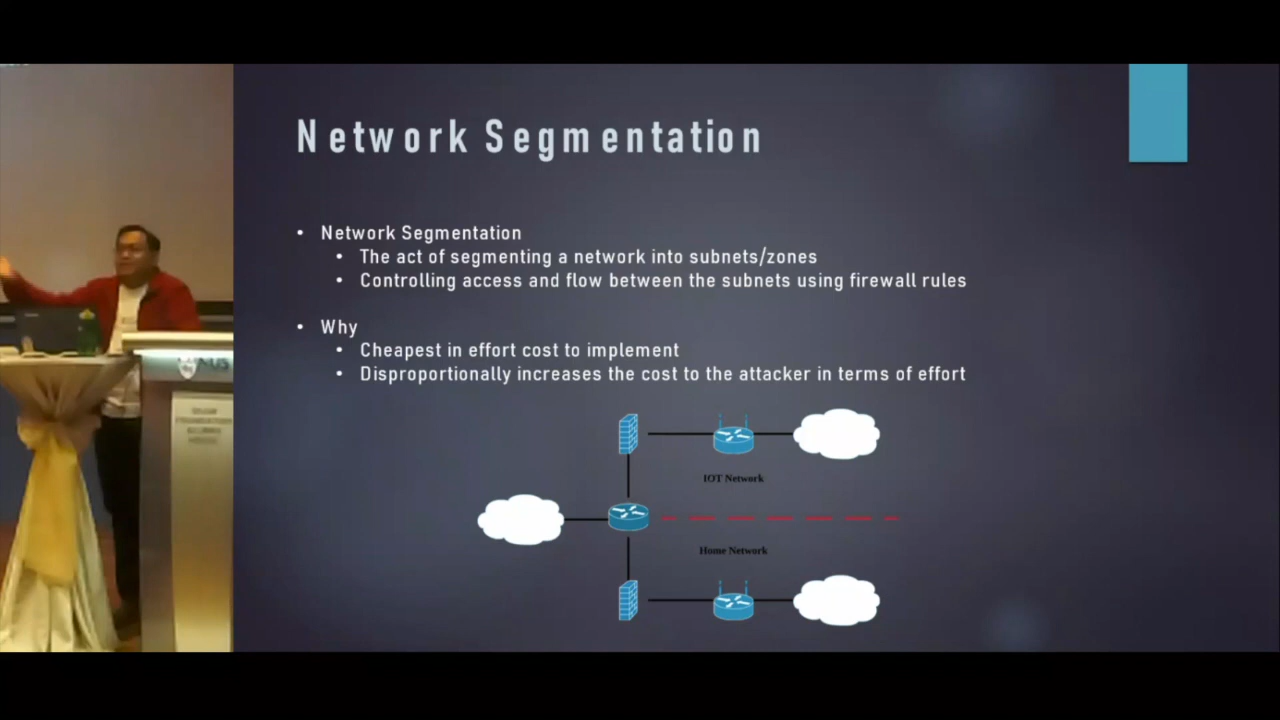 Network Segmentation
• Network Segmentation
• The act of segmenting a network into subnets/zones
• Controlling access and flow between the subnets using firewall rules
• Why
• Cheapest in effort cost to implement
• Disproportionally increases the cost to the attacker in terms of effort
IOT Network
Home Network
NUS